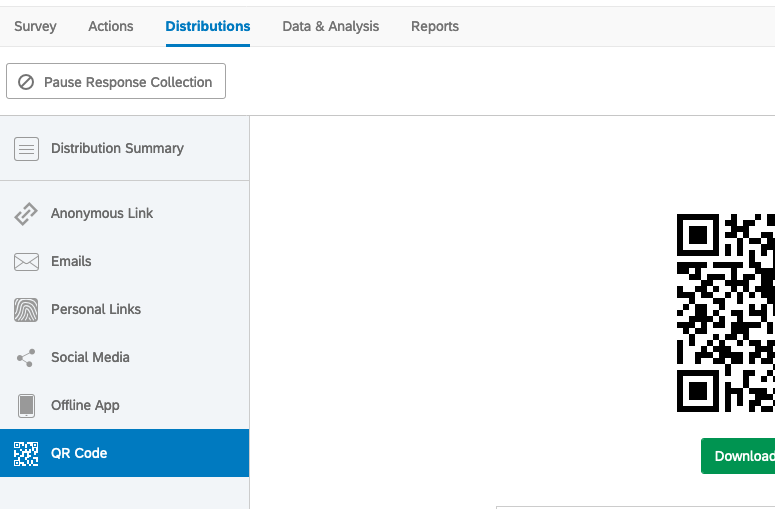 Survey Actions Distributions Data & Analysis Reports
Pause Response Collection
Distribution Summary
Anonymous Link
Emails
Personal Links
Social Media
Offline App
QR Code
Download